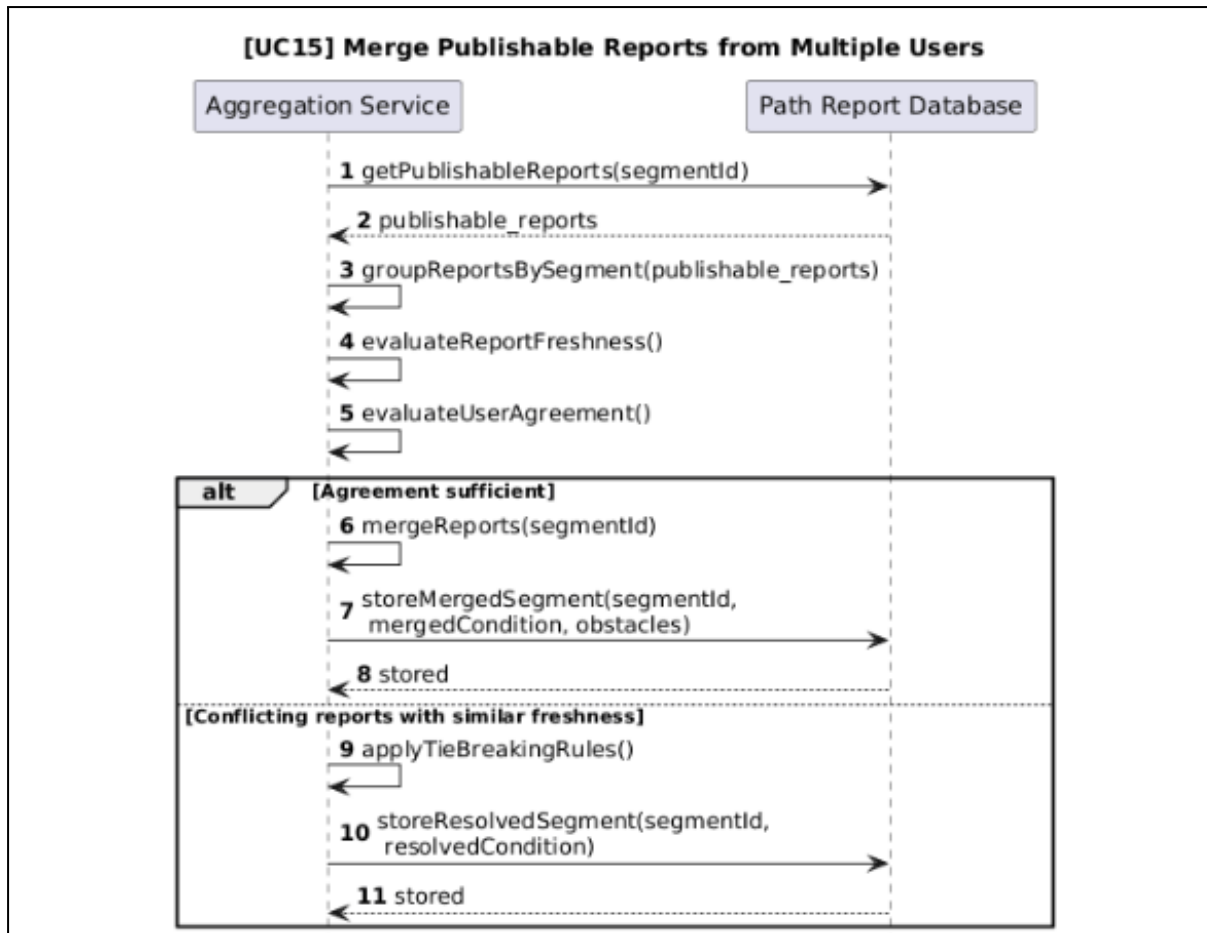 [UC15] Merge Publishable Reports from Multiple Users
Aggregation Service
Path Report Database
1 getPublishableReports(segmentId)
2 publishable_reports
3 groupReportsBySegment(publishable_reports)
4 evaluateReportFreshness()
5 evaluateUserAgreement()
alt [Agreement sufficient]
6 mergeReports(segmentId)
7 storeMergedSegment(segmentId,
mergedCondition, obstacles)
8 stored
[Conflicting reports with similar freshness]
9 applyTieBreakingRules()
10 storeResolvedSegment(segmentId,
resolvedCondition)
11 stored